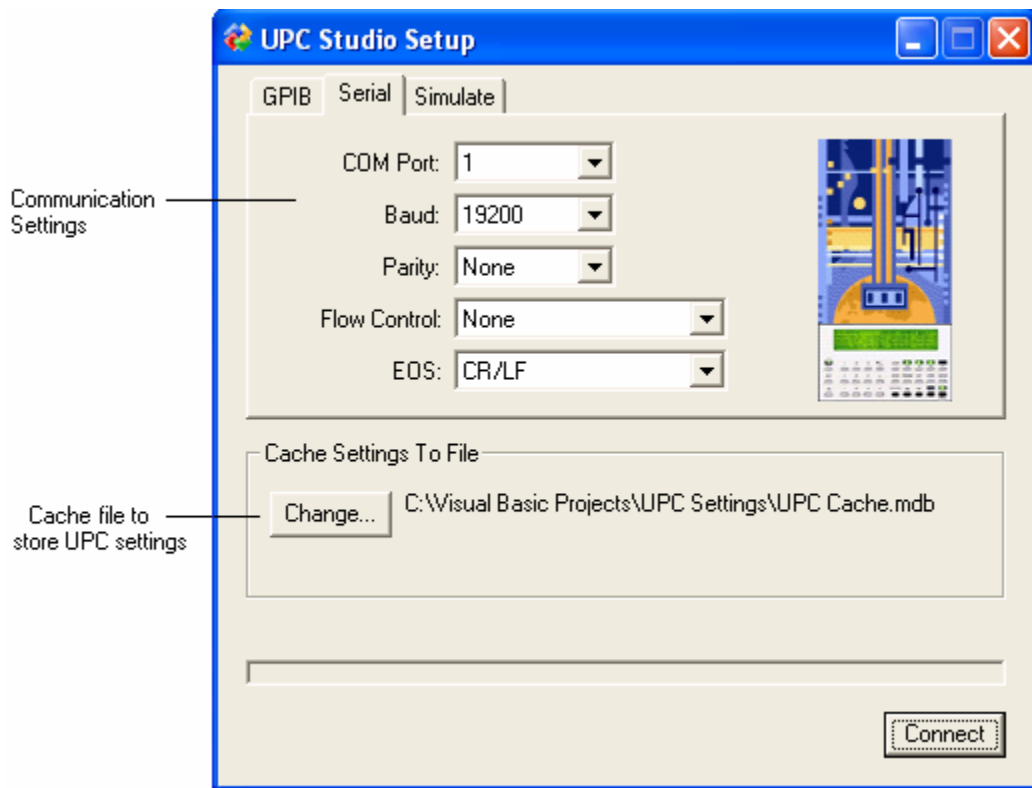 UPC Studio Setup
GPIB Serial Simulate
COM Port: 1
Baud: 19200
Parity: None
Flow Control: None
EOS: CR/LF
Communication
Settings
Cache Settings To File
Change... C:\Visual Basic Projects\UPC Settings\UPC Cache.mdb
Cache file to
store UPC settings
Connect